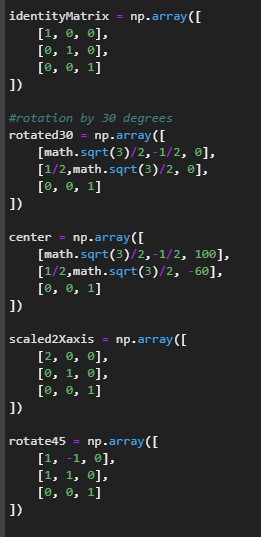 identityMatrix = np.array([
    [1, 0, 0],
    [0, 1, 0],
    [0, 0, 1]
])
#rotation by 30 degrees
rotated30 = np.array([
    [math.sqrt(3)/2,-1/2, 0],
    [1/2,math.sqrt(3)/2, 0],
    [0, 0, 1]
])
center = np.array([
    [math.sqrt(3)/2,-1/2, 100],
    [1/2,math.sqrt(3)/2, -60],
    [0, 0, 1]
])
scaled2Xaxis = np.array([
    [2, 0, 0],
    [0, 1, 0],
    [0, 0, 1]
])
rotate45 = np.array([
    [1, -1, 0],
    [1, 1, 0],
    [0, 0, 1]
])